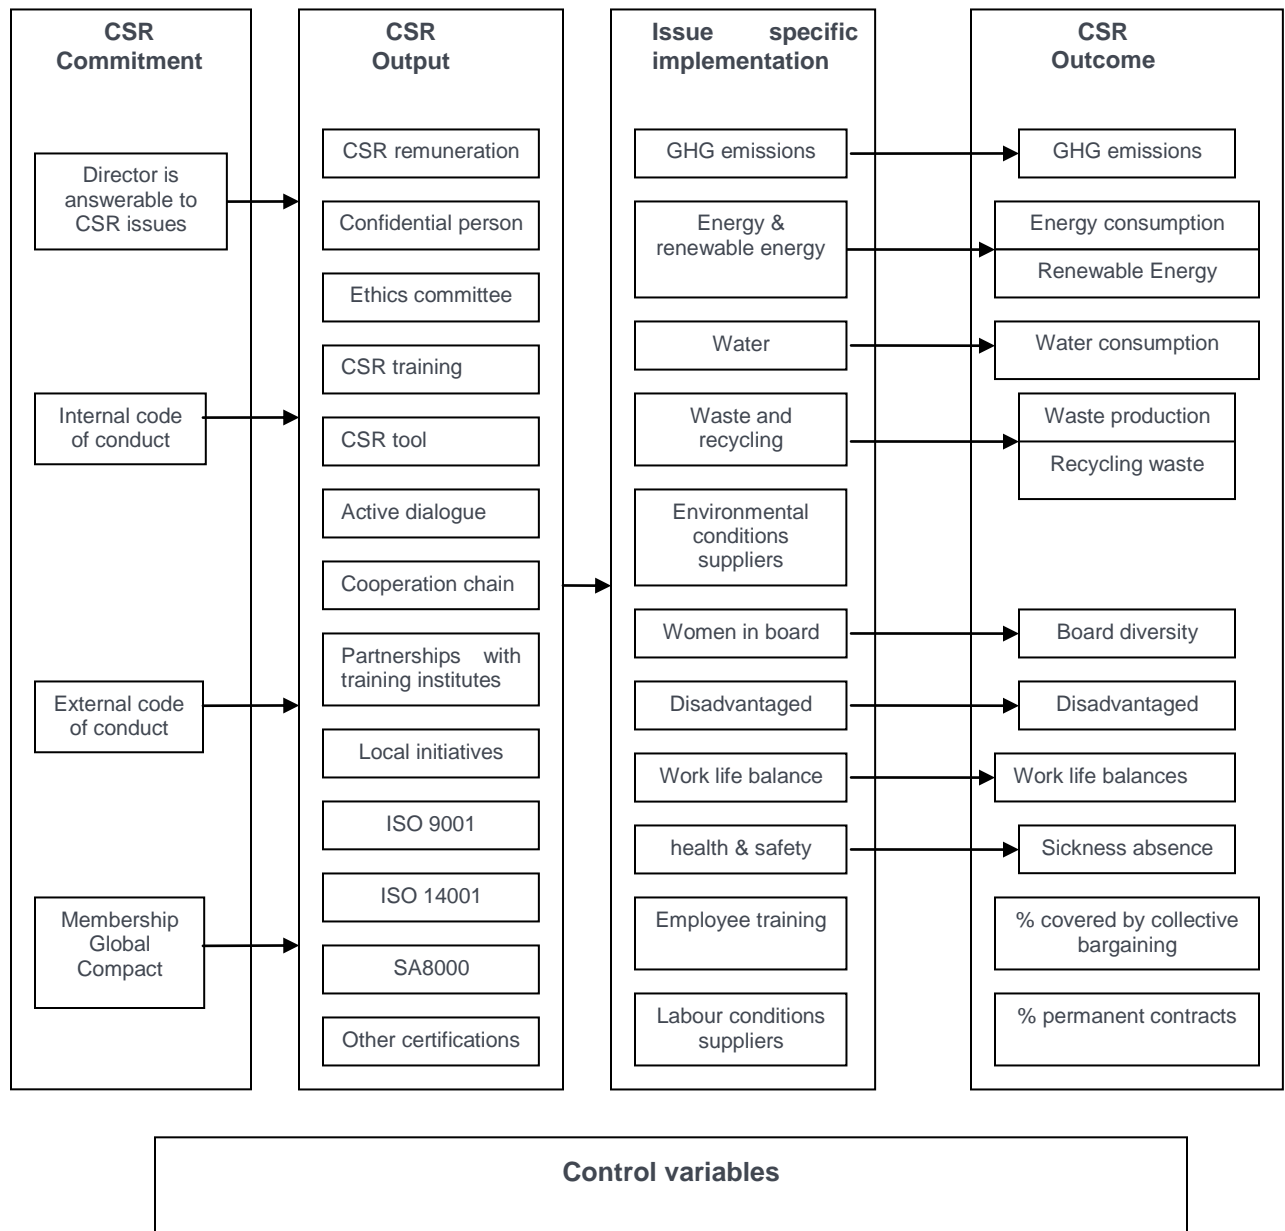 CSR
Commitment
Director is
answerable to
CSR issues
Internal code
of conduct
External code
of conduct
Membership
Global
Compact
CSR
Output
CSR remuneration
Confidential person
Ethics committee
CSR training
CSR tool
Active dialogue
Cooperation chain
Partnerships with
training institutes
Local initiatives
ISO 9001
ISO 14001
SA8000
Other certifications
Issue specific
implementation
GHG emissions
Energy &
renewable energy
Water
Waste and
recycling
Environmental
conditions
suppliers
Women in board
Disadvantaged
Work life balance
health & safety
Employee training
Labour conditions
suppliers
CSR
Outcome
GHG emissions
Energy consumption
Renewable Energy
Water consumption
Waste production
Recycling waste
Board diversity
Disadvantaged
Work life balances
Sickness absence
% covered by collective
bargaining
% permanent contracts
Control variables